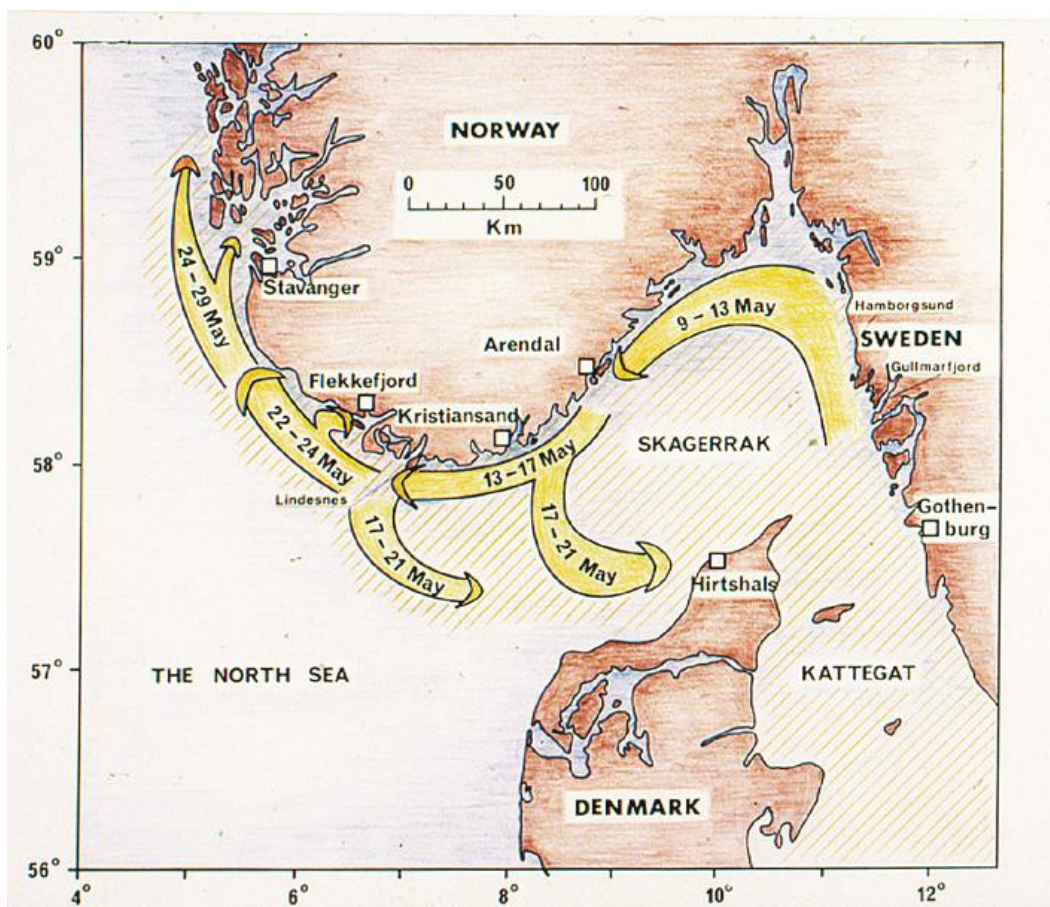 60°
NORWAY
0 50 100
Km
59°
24 – 29 May
Stavanger
9 – 13 May
Hamborgsund
SWEDEN
Arendal
Gullmarfjord
Flekkefjord
Kristiansand
22 – 24 May
SKAGERRAK
58°
13 – 17 May
Lindesnes
Gothen-
burg
17 – 21 May
17 – 21 May
Hirtshals
57°
THE NORTH SEA
KATTEGAT
DENMARK
56°
4° 6° 8° 10° 12°